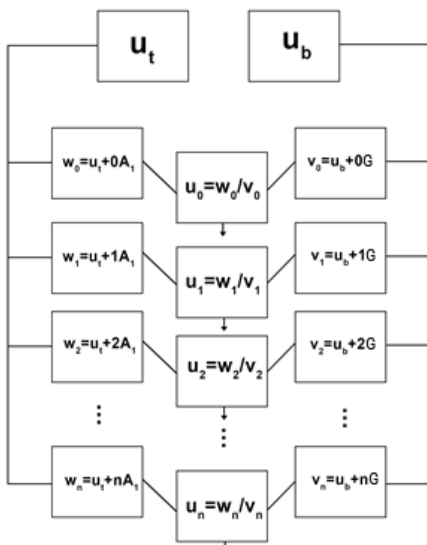 u_t u_b
w_0=u_t+0A_1 u_0=w_0/v_0 v_0=u_b+0G
w_1=u_t+1A_1 u_1=w_1/v_1 v_1=u_b+1G
w_2=u_t+2A_1 u_2=w_2/v_2 v_2=u_b+2G
⋮ ⋮ ⋮
w_n=u_t+nA_1 u_n=w_n/v_n v_n=u_b+nG